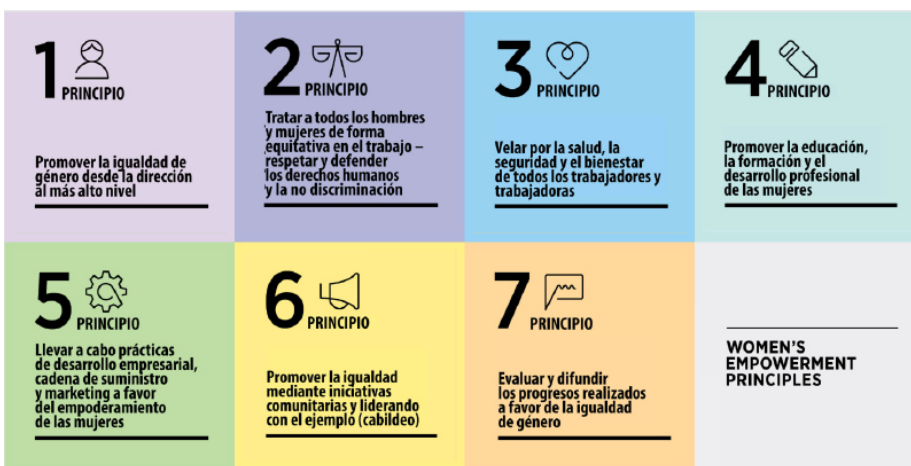 1
PRINCIPIO
Promover la igualdad de
género desde la dirección
al más alto nivel
2
PRINCIPIO
Tratar a todos los hombres
y mujeres de forma
equitativa en el trabajo –
respetar y defender
los derechos humanos
y la no discriminación
3
PRINCIPIO
Velar por la salud, la
seguridad y el bienestar
de todos los trabajadores y
trabajadoras
4
PRINCIPIO
Promover la educación,
la formación y el
desarrollo profesional
de las mujeres
5
PRINCIPIO
Llevar a cabo prácticas
de desarrollo empresarial,
cadena de suministro
y marketing a favor
del empoderamiento
de las mujeres
6
PRINCIPIO
Promover la igualdad
mediante iniciativas
comunitarias y liderando
con el ejemplo (cabildeo)
7
PRINCIPIO
Evaluar y difundir
los progresos realizados
a favor de la igualdad
de género
WOMEN'S
EMPOWERMENT
PRINCIPLES